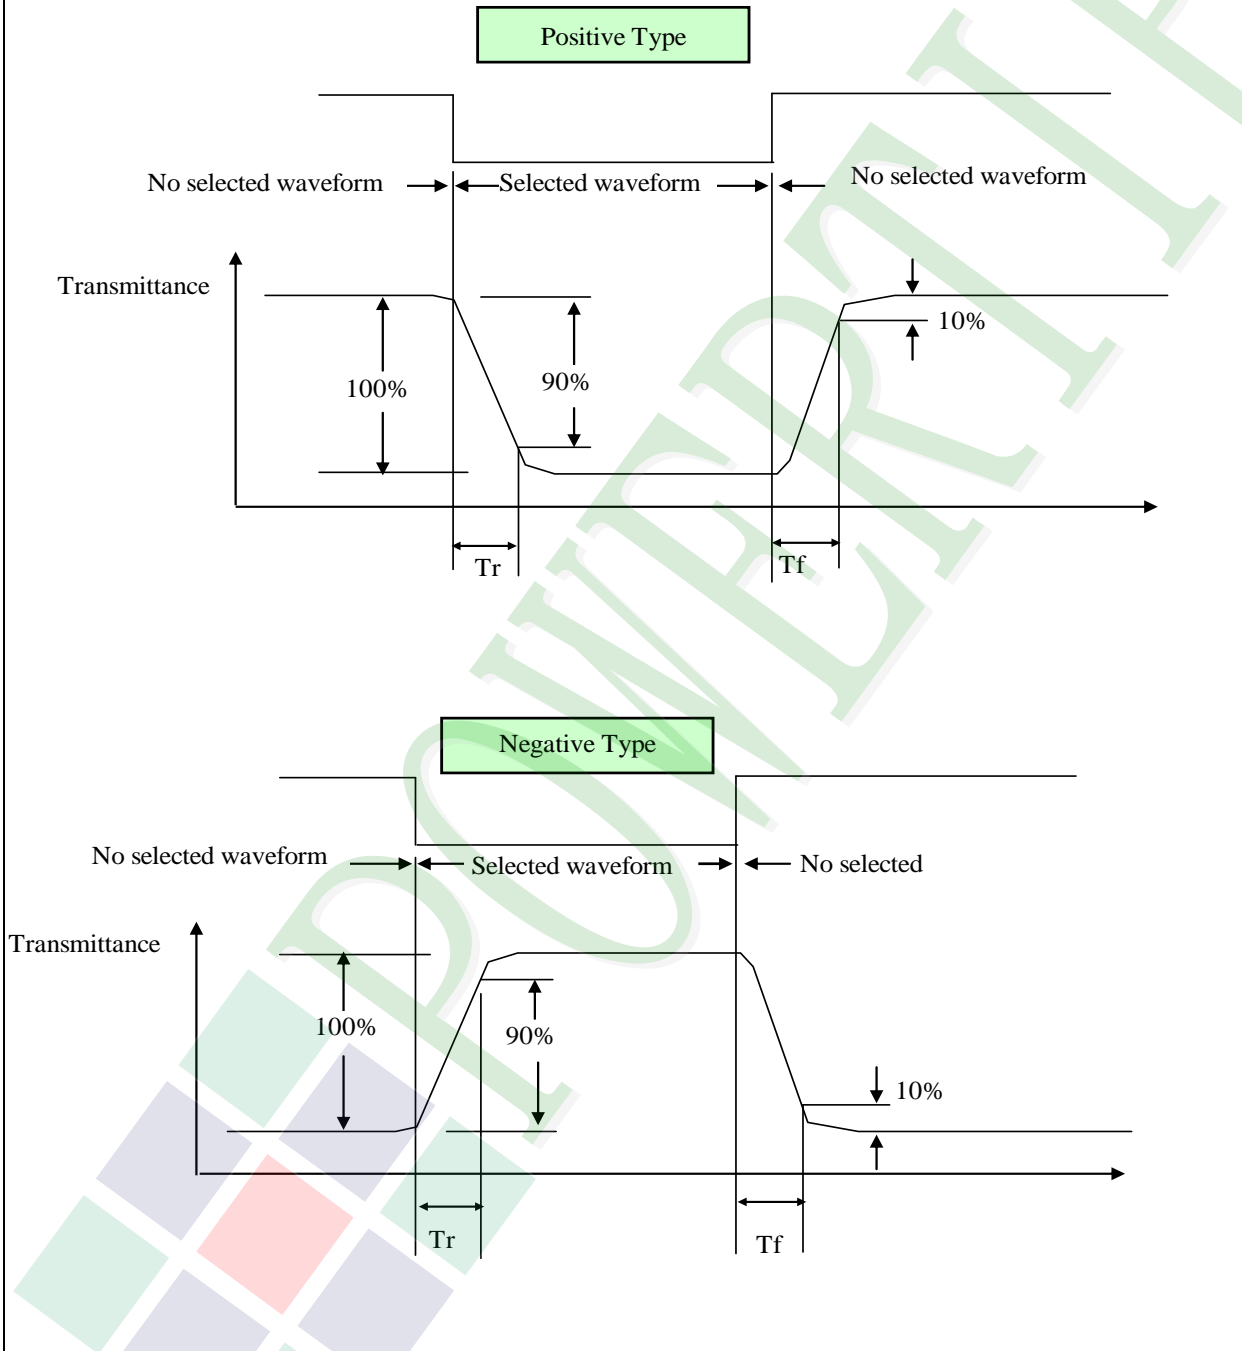 Positive Type
No selected waveform
Selected waveform
No selected waveform
Transmittance
100%
90%
10%
Tr
Tf
Negative Type
No selected waveform
Selected waveform
No selected
Transmittance
100%
90%
10%
Tr
Tf
POWERTI